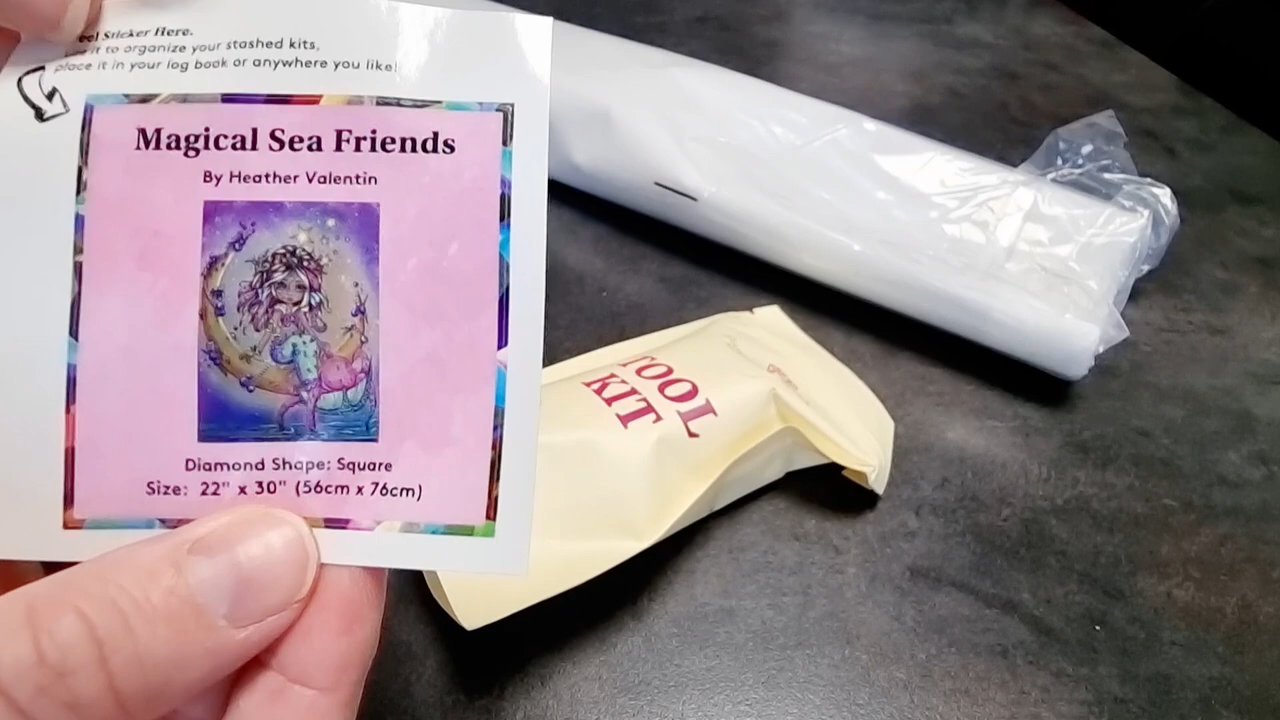 Sticker Here.
it to organize your stashed kits,
place it in your log book or anywhere you like!
Magical Sea Friends
By Heather Valentin
Diamond Shape: Square
Size: 22" x 30" (56cm x 76cm)
TOOL
KIT